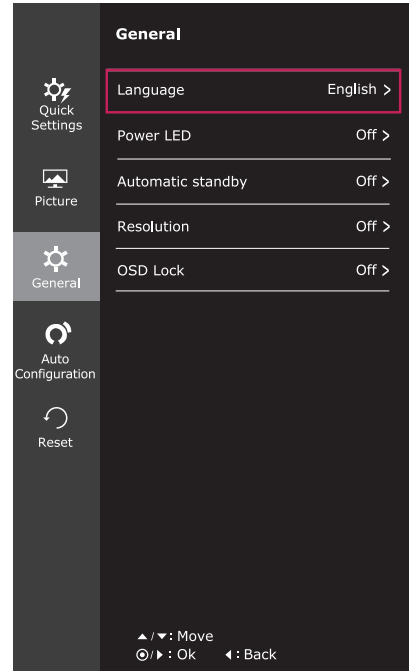 General
Quick
Settings
Picture
General
Auto
Configuration
Reset
Language English >
Power LED Off >
Automatic standby Off >
Resolution Off >
OSD Lock Off >
▲/▼: Move
◉/▶: Ok ◀: Back